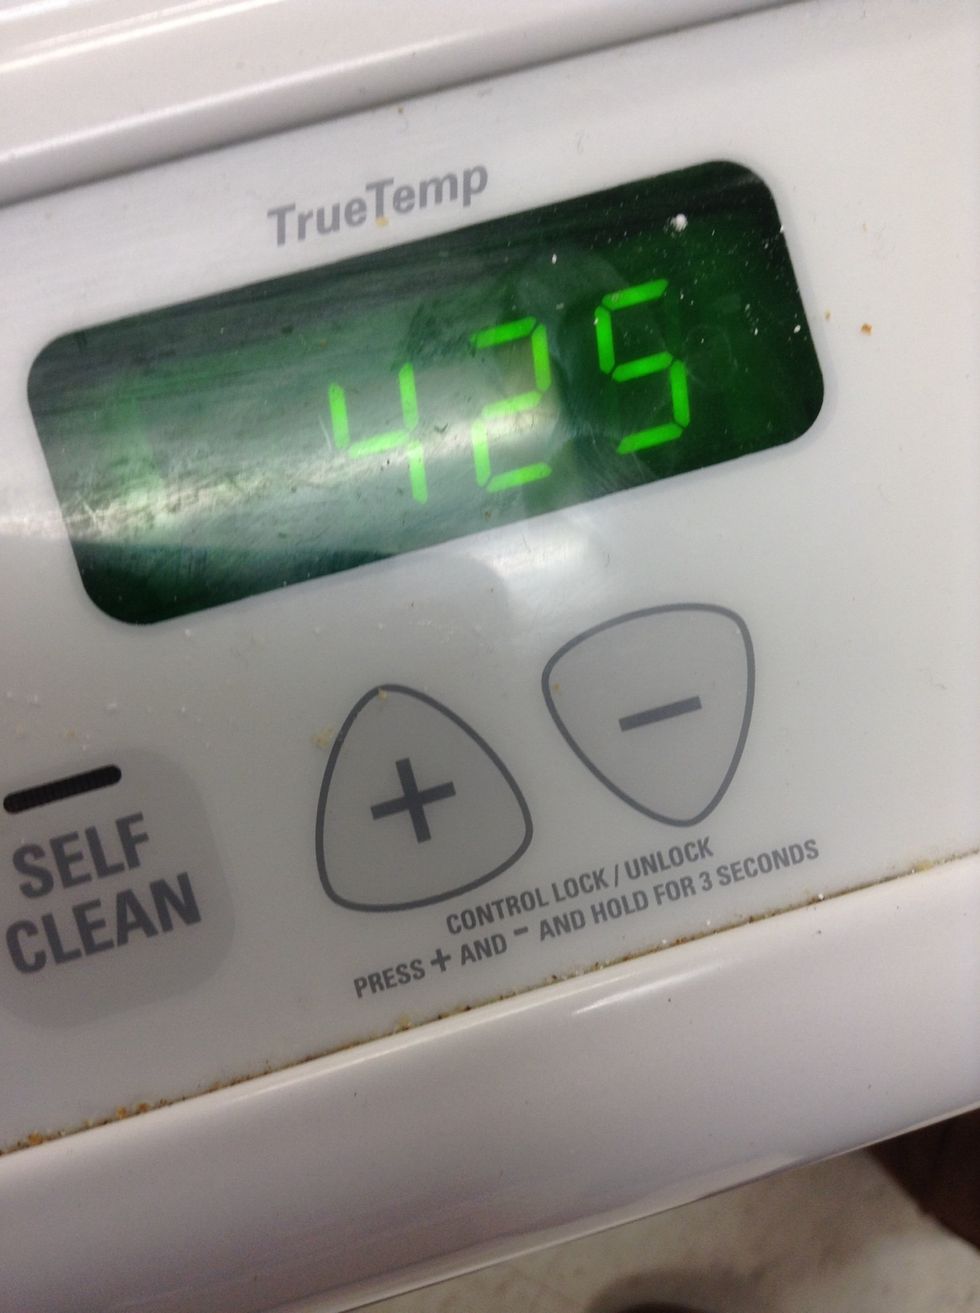 TrueTemp
425
+ −
SELF
CLEAN
CONTROL LOCK / UNLOCK
PRESS + AND − AND HOLD FOR 3 SECONDS